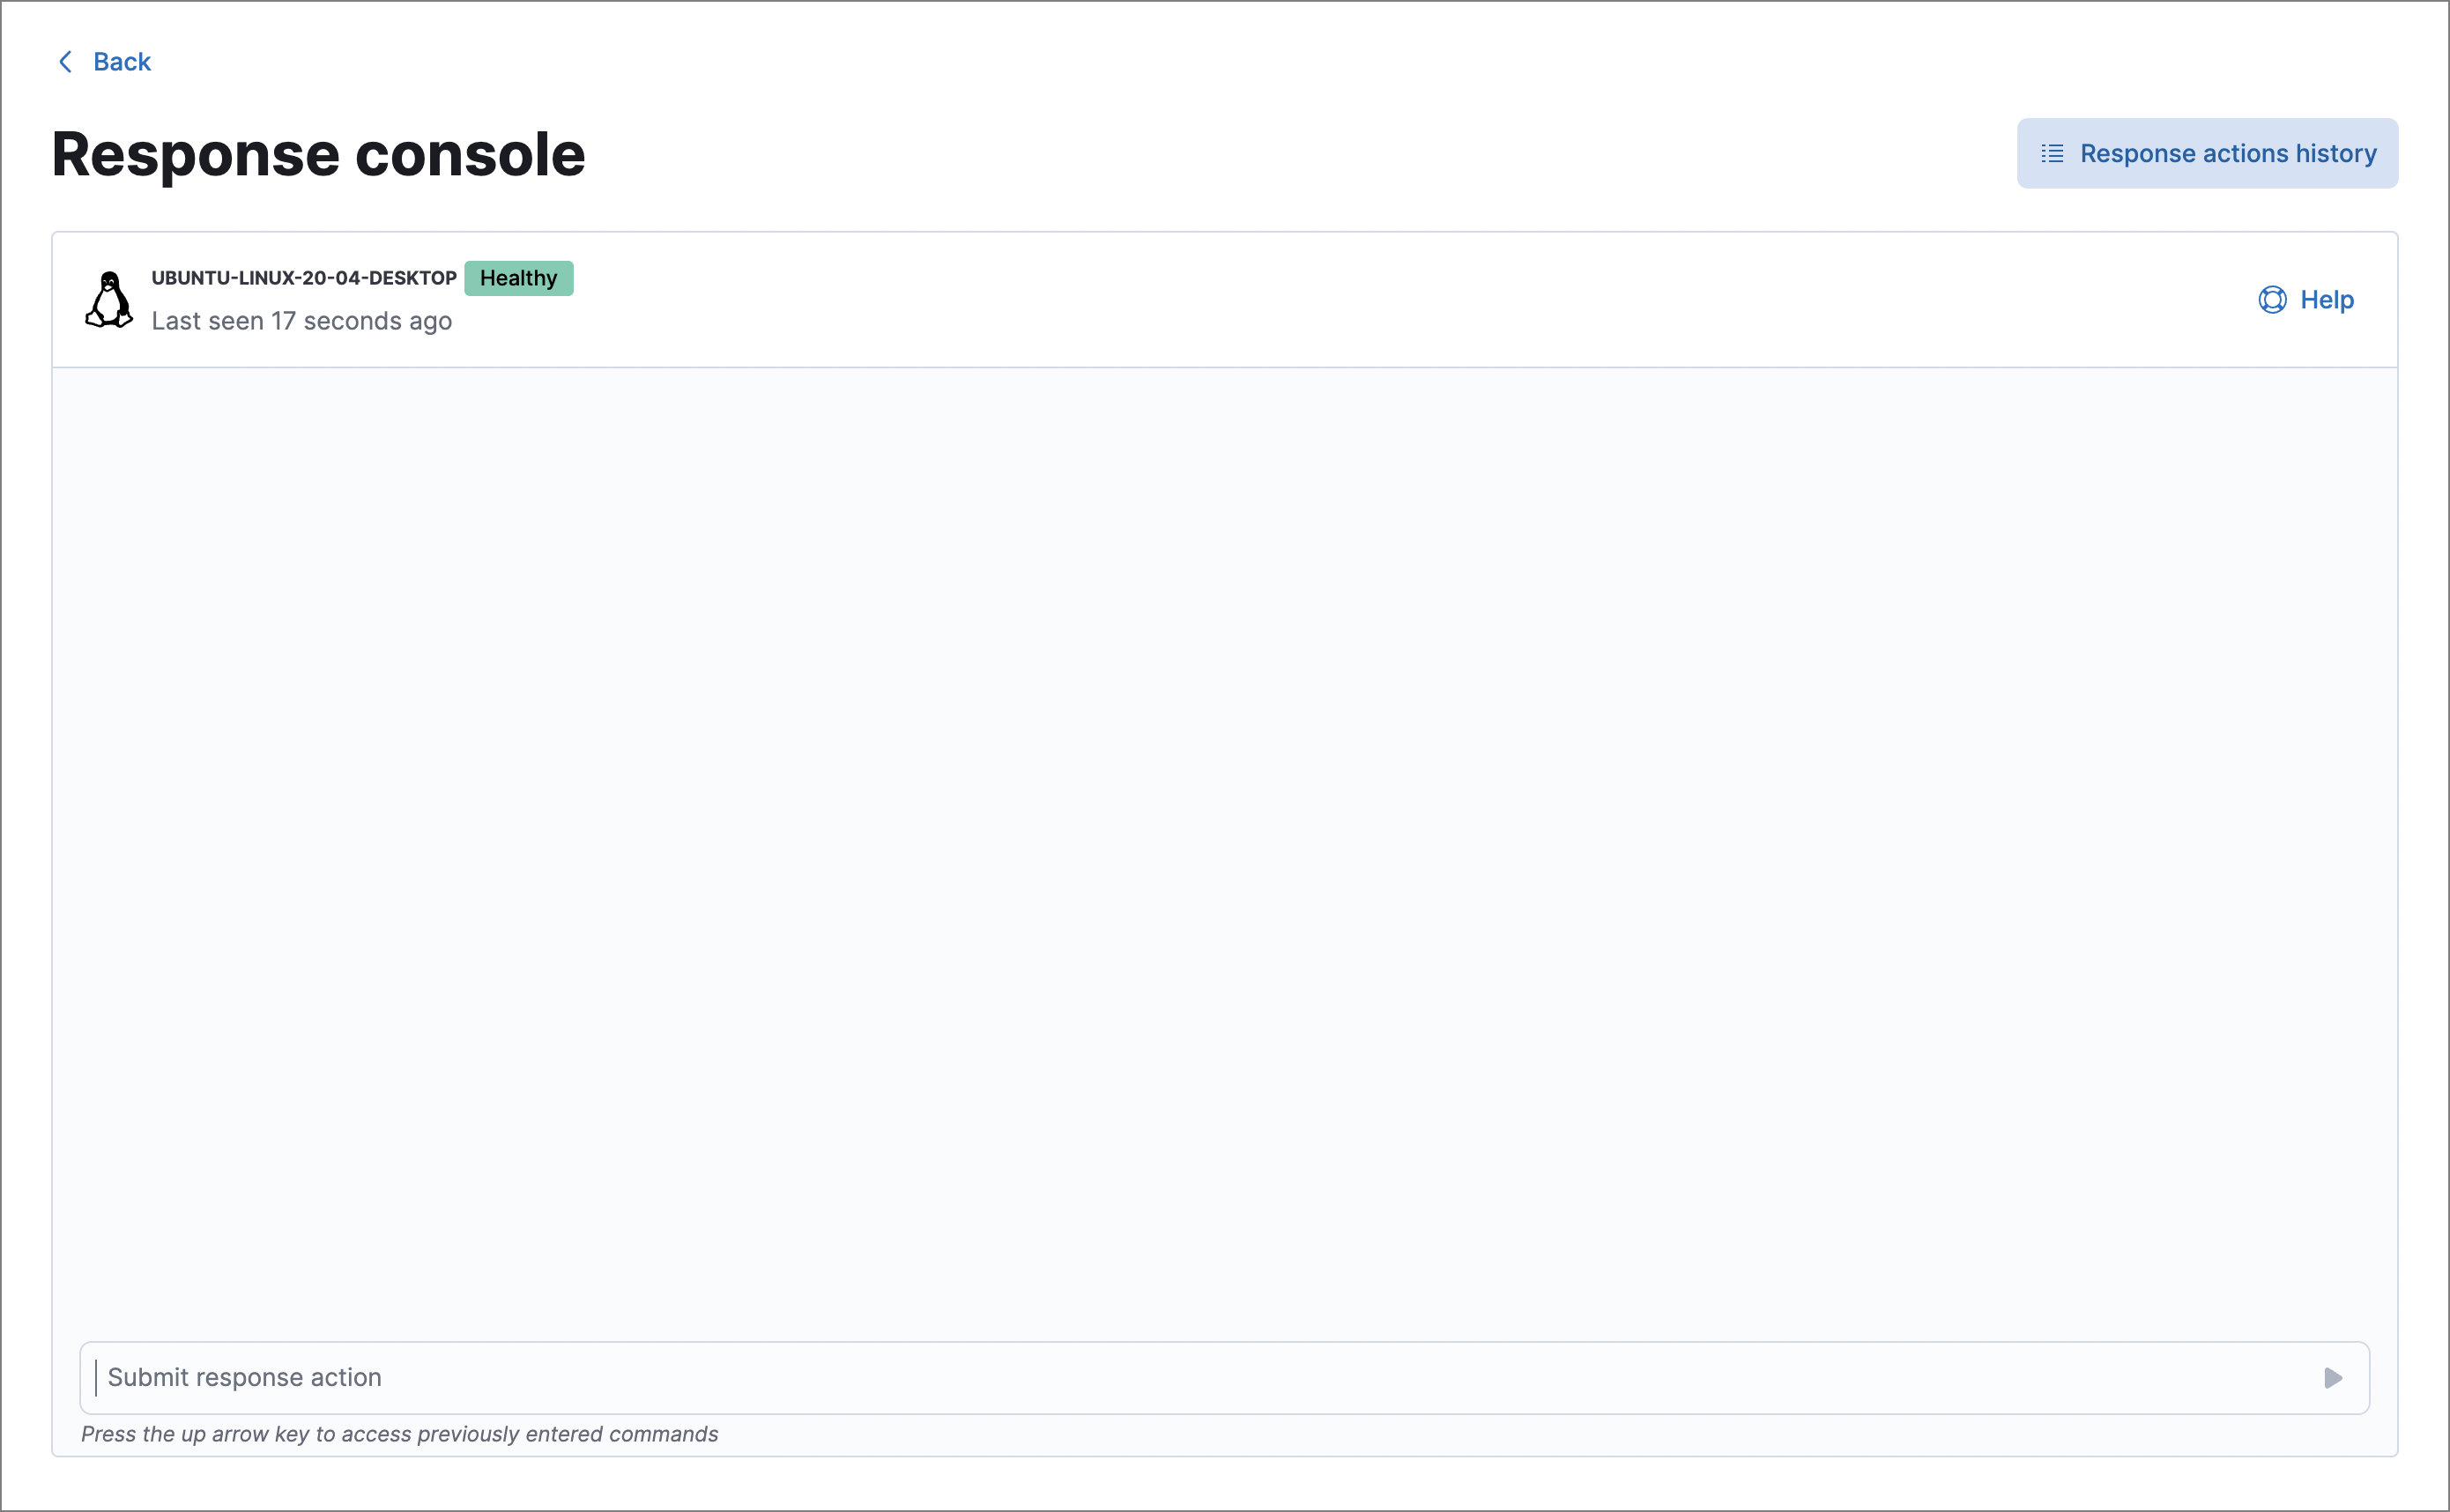 Back
Response console
Response actions history
UBUNTU-LINUX-20-04-DESKTOP Healthy
Last seen 17 seconds ago
Help
Submit response action
Press the up arrow key to access previously entered commands